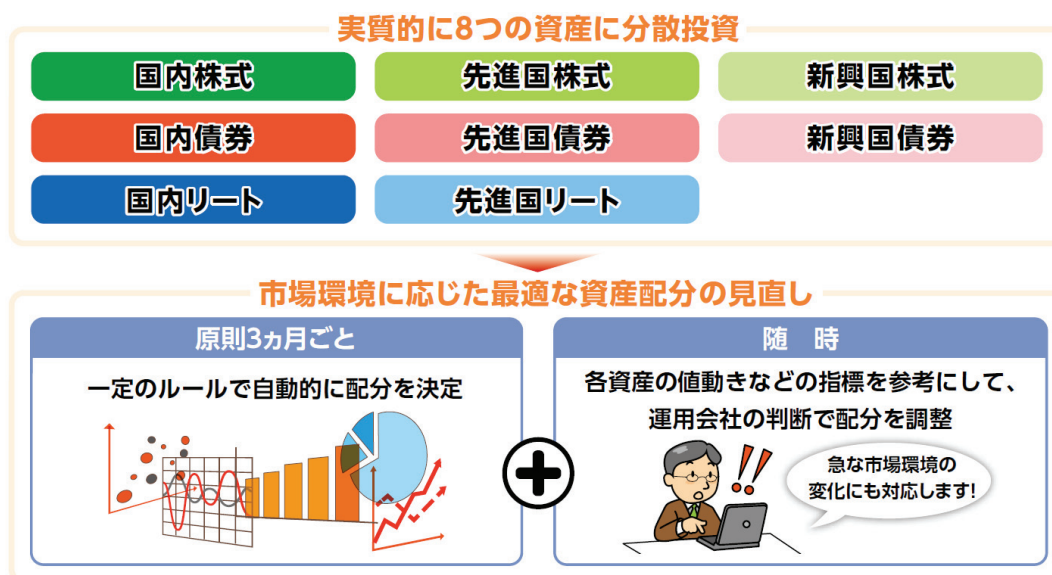 実質的に8つの資産に分散投資
国内株式
先進国株式
新興国株式
国内債券
先進国債券
新興国債券
国内リート
先進国リート
市場環境に応じた最適な資産配分の見直し
原則3ヵ月ごと
一定のルールで自動的に配分を決定
随 時
各資産の値動きなどの指標を参考にして、
運用会社の判断で配分を調整
急な市場環境の
変化にも対応します!